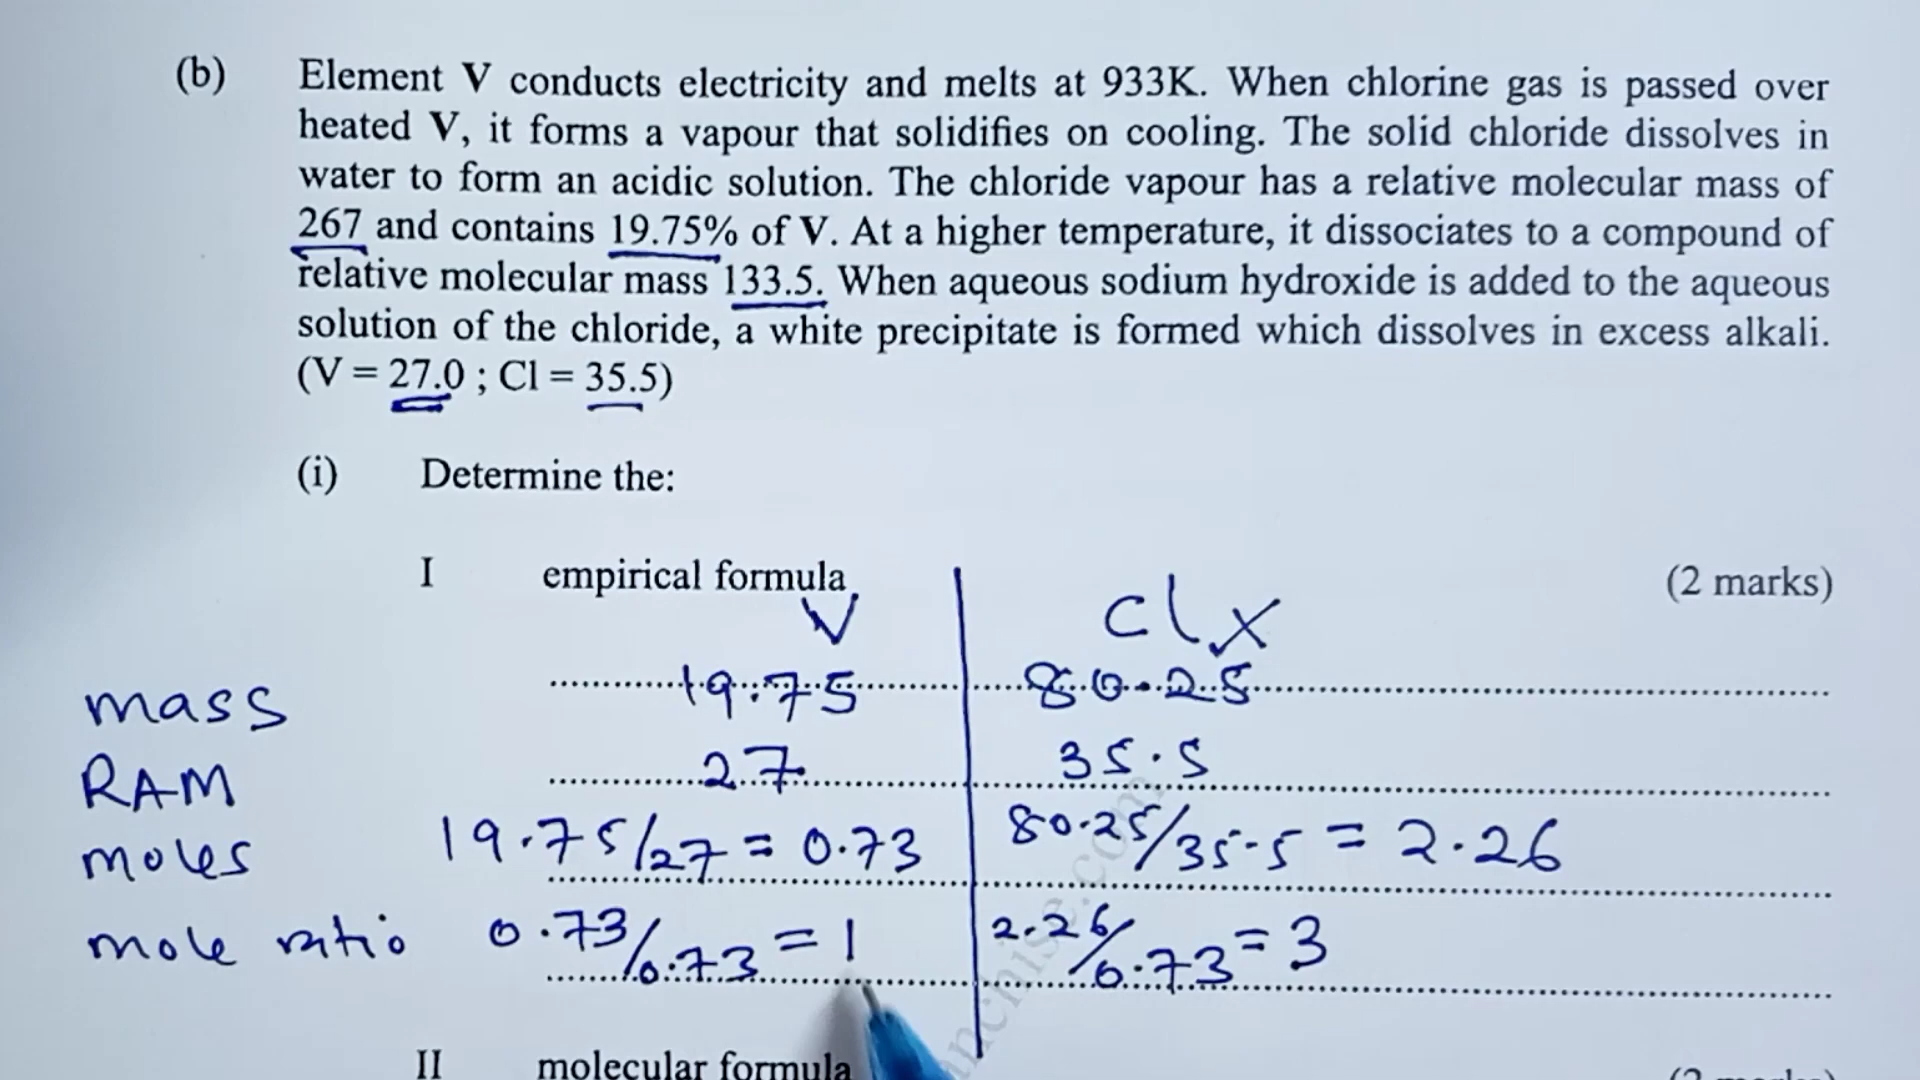 (b) Element V conducts electricity and melts at 933K. When chlorine gas is passed over
heated V, it forms a vapour that solidifies on cooling. The solid chloride dissolves in
water to form an acidic solution. The chloride vapour has a relative molecular mass of
267 and contains 19.75% of V. At a higher temperature, it dissociates to a compound of
relative molecular mass 133.5. When aqueous sodium hydroxide is added to the aqueous
solution of the chloride, a white precipitate is formed which dissolves in excess alkali.
(V = 27.0 ; Cl = 35.5)
(i) Determine the:
I empirical formula (2 marks)
V Clx
mass 19.75 80.25
RAM 27 35.5
moles 19.75/27 = 0.73 80.25/35.5 = 2.26
mole ratio 0.73/0.73 = 1 2.26/0.73 = 3
II molecular formula